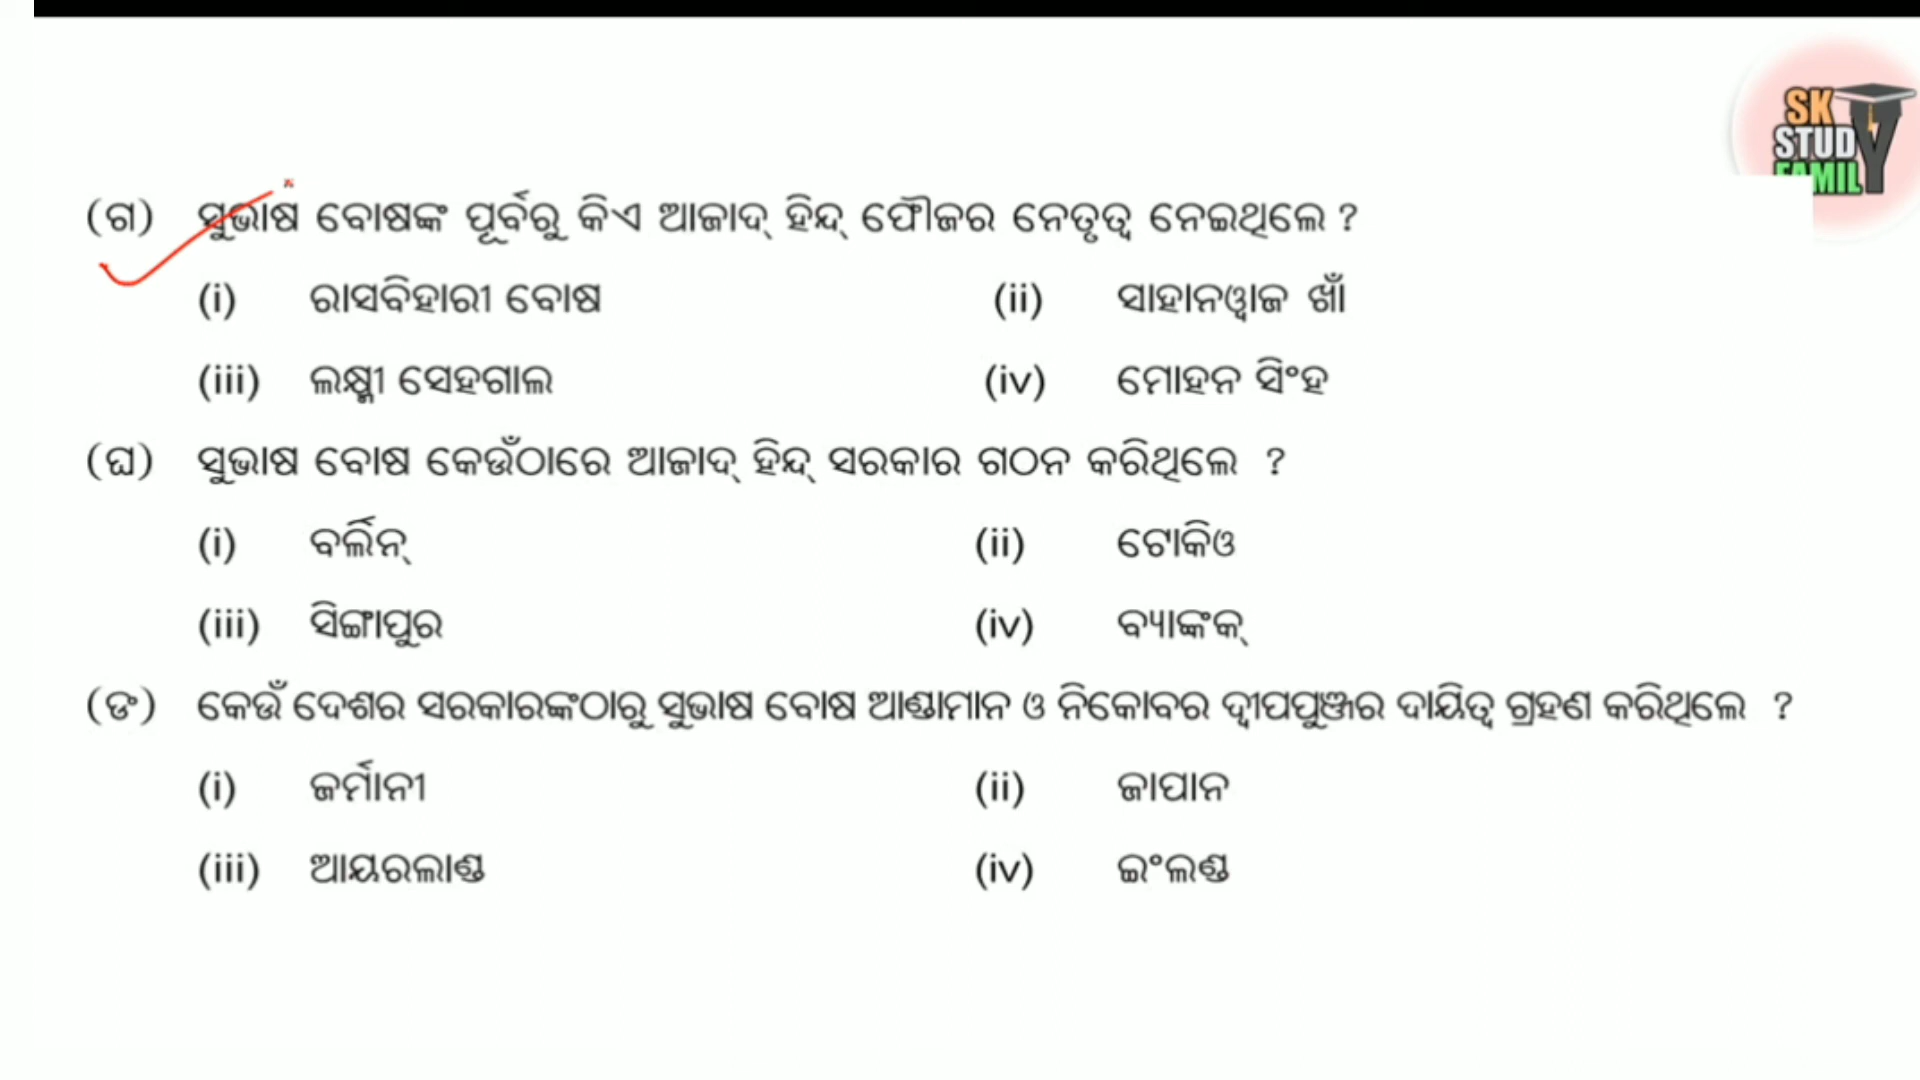 SK
STUDY
FAMILY
(ଗ) ସୁଭାଷ ବୋଷଙ୍କ ପୂର୍ବରୁ କିଏ ଆଜାଦ୍ ହିନ୍ଦ୍ ଫୌଜର ନେତୃତ୍ୱ ନେଇଥିଲେ ?
(i) ରାସବିହାରୀ ବୋଷ (ii) ସାହାନୱାଜ ଖାଁ
(iii) ଲକ୍ଷ୍ମୀ ସେହଗାଲ (iv) ମୋହନ ସିଂହ
(ଘ) ସୁଭାଷ ବୋଷ କେଉଁଠାରେ ଆଜାଦ୍ ହିନ୍ଦ୍ ସରକାର ଗଠନ କରିଥିଲେ ?
(i) ବର୍ଲିନ୍ (ii) ଟୋକିଓ
(iii) ସିଙ୍ଗାପୁର (iv) ବ୍ୟାଙ୍କକ୍
(ଙ) କେଉଁ ଦେଶର ସରକାରଙ୍କଠାରୁ ସୁଭାଷ ବୋଷ ଆଣ୍ଡାମାନ ଓ ନିକୋବର ଦ୍ୱୀପପୁଞ୍ଜର ଦାୟିତ୍ୱ ଗ୍ରହଣ କରିଥିଲେ ?
(i) ଜର୍ମାନୀ (ii) ଜାପାନ
(iii) ଆୟରଲାଣ୍ଡ (iv) ଇଂଲଣ୍ଡ